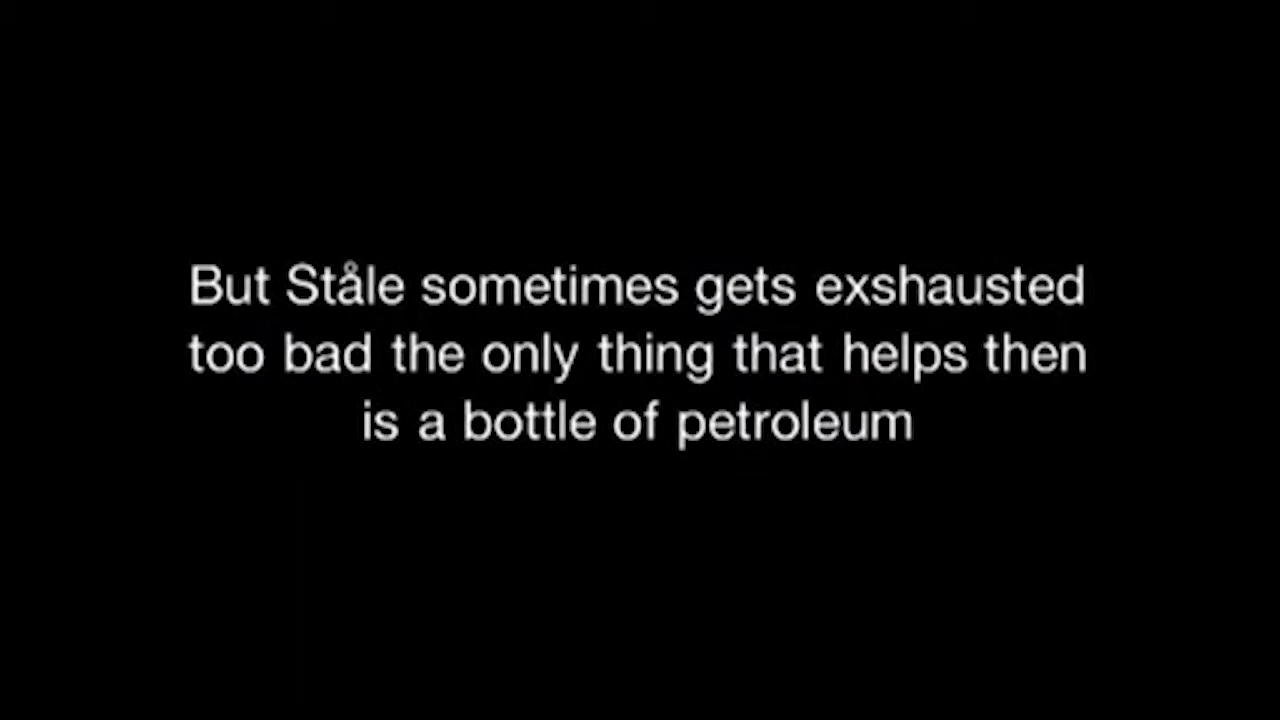 But Ståle sometimes gets exshausted
too bad the only thing that helps then
is a bottle of petroleum